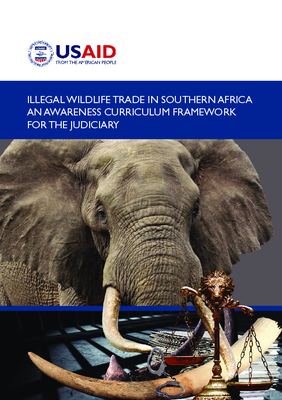 USAID
FROM THE AMERICAN PEOPLE
ILLEGAL WILDLIFE TRADE IN SOUTHERN AFRICA
AN AWARENESS CURRICULUM FRAMEWORK
FOR THE JUDICIARY